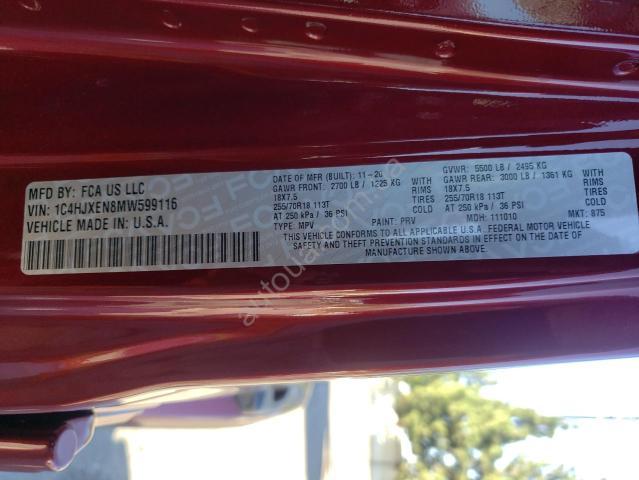 MFD BY: FCA US LLC
VIN: 1C4HJXEN8MW599116
VEHICLE MADE IN: U.S.A.
DATE OF MFR (BUILT): 11-20 GVWR: 5500 LB / 2495 KG
GAWR FRONT: 2700 LB / 1225 KG WITH GAWR REAR: 3000 LB / 1361 KG WITH
18X7.5 RIMS 18X7.5 RIMS
255/70R18 113T TIRES 255/70R18 113T TIRES
AT 250 kPa / 36 PSI COLD AT 250 kPa / 36 PSI COLD
TYPE: MPV PAINT: PRV MDH: 111010 MKT: 875
THIS VEHICLE CONFORMS TO ALL APPLICABLE U.S.A. FEDERAL MOTOR VEHICLE
SAFETY AND THEFT PREVENTION STANDARDS IN EFFECT ON THE DATE OF
MANUFACTURE SHOWN ABOVE.